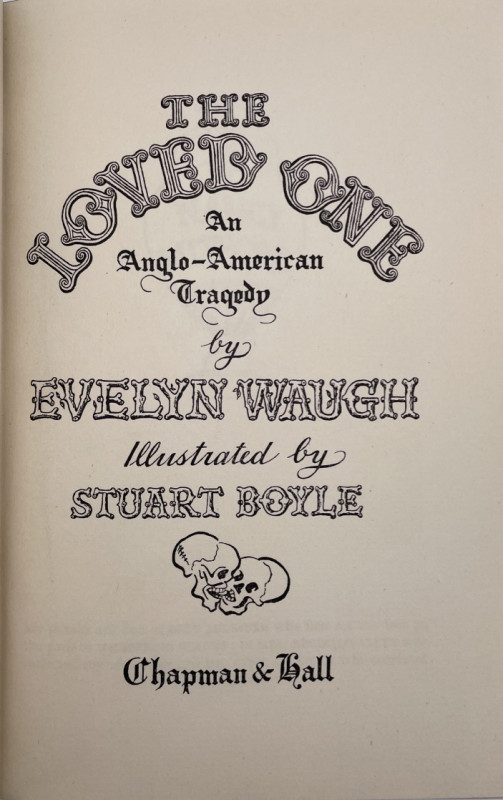 THE
LOVED ONE
An
Anglo-American
Tragedy
by
EVELYN WAUGH
Illustrated by
STUART BOYLE
Chapman & Hall